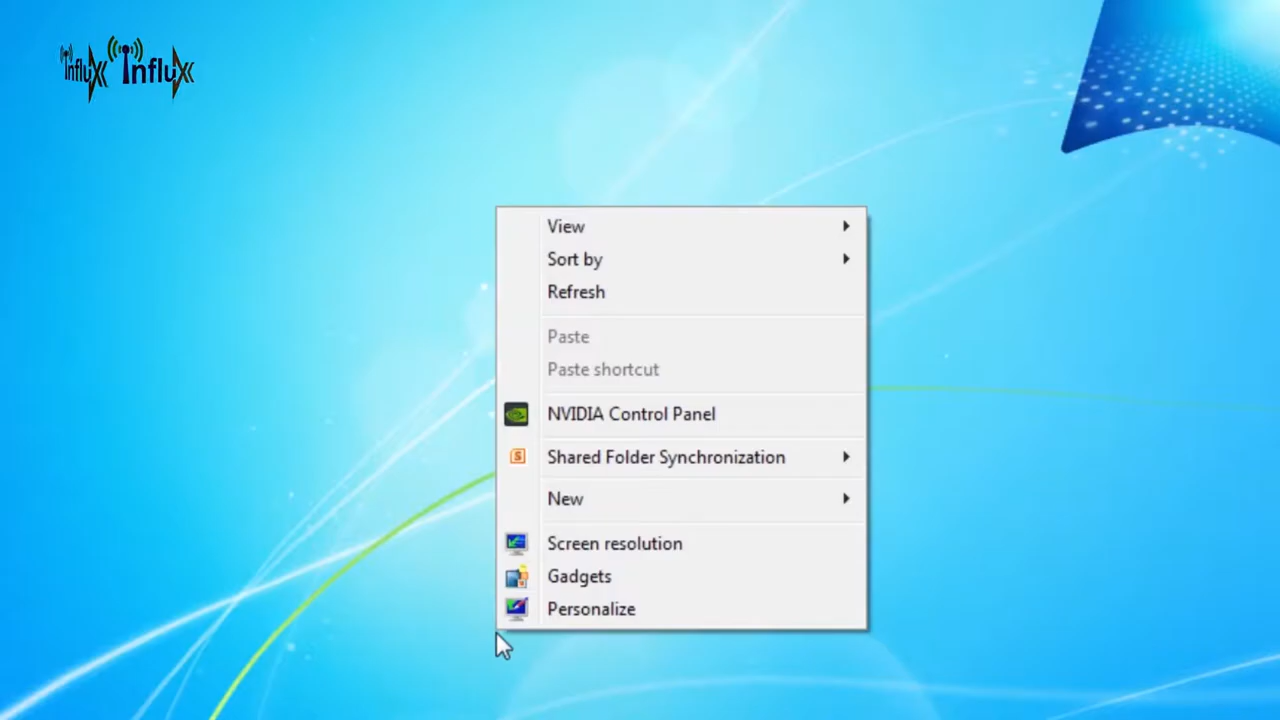 Influx Influx
View
Sort by
Refresh
Paste
Paste shortcut
NVIDIA Control Panel
Shared Folder Synchronization
New
Screen resolution
Gadgets
Personalize